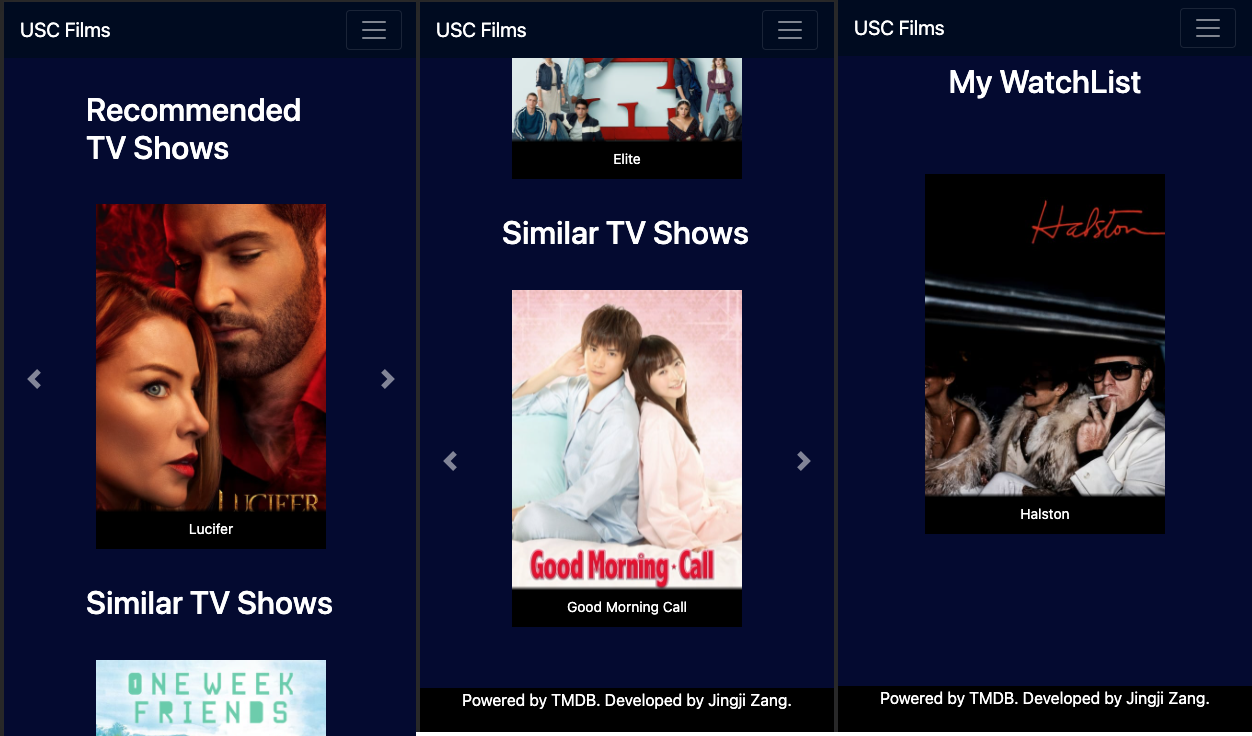 USC Films
Recommended
TV Shows
LUCIFER
Lucifer
Similar TV Shows
ONE WEEK
FRIENDS
USC Films
Elite
Similar TV Shows
Good Morning·Call
Good Morning Call
Powered by TMDB. Developed by Jingji Zang.
USC Films
My WatchList
Halston
Halston
Powered by TMDB. Developed by Jingji Zang.